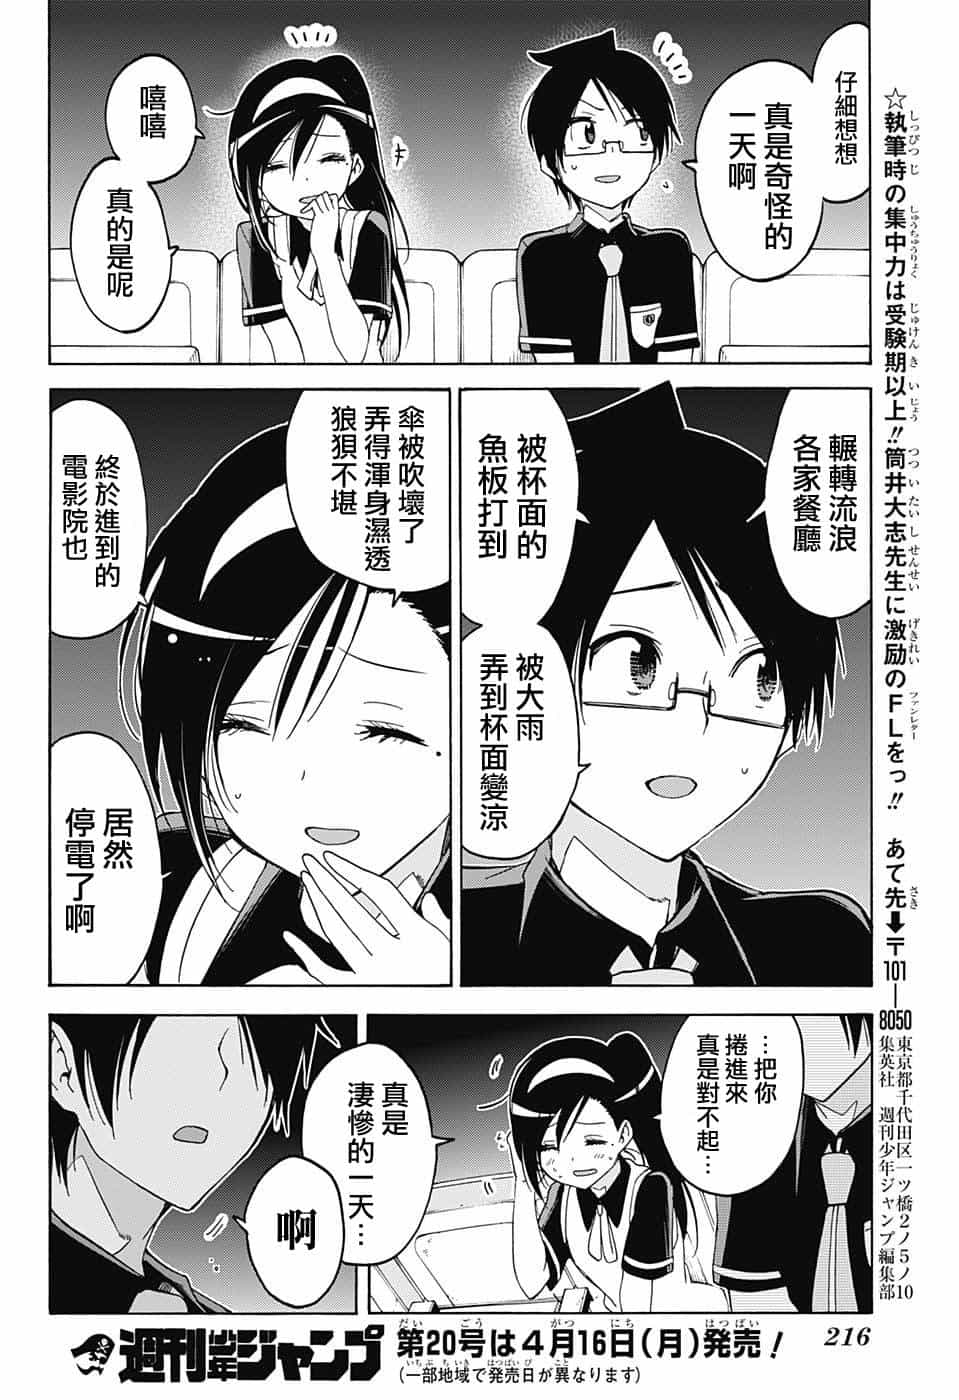 仔細想想
真是奇怪的
一天啊
嘻嘻
真的是呢
輾轉流浪
各家餐廳
被杯面的
魚板打到
被大雨
弄到杯面變涼
傘被吹壞了
弄得渾身濕透
狼狽不堪
終於進到的
電影院也
居然
停電了啊
…把你
捲進來
真是對不起…
真是
淒慘的
一天…
啊
☆執筆時の集中力は受験期以上!!筒井大志先生に激励のFLをっ!! あて先➡〒101-8050
東京都千代田区一ツ橋2ノ5ノ10
集英社 週刊少年ジャンプ編集部
216
週刊少年ジャンプ 第20号は4月16日(月)発売!
(一部地域で発売日が異なります)